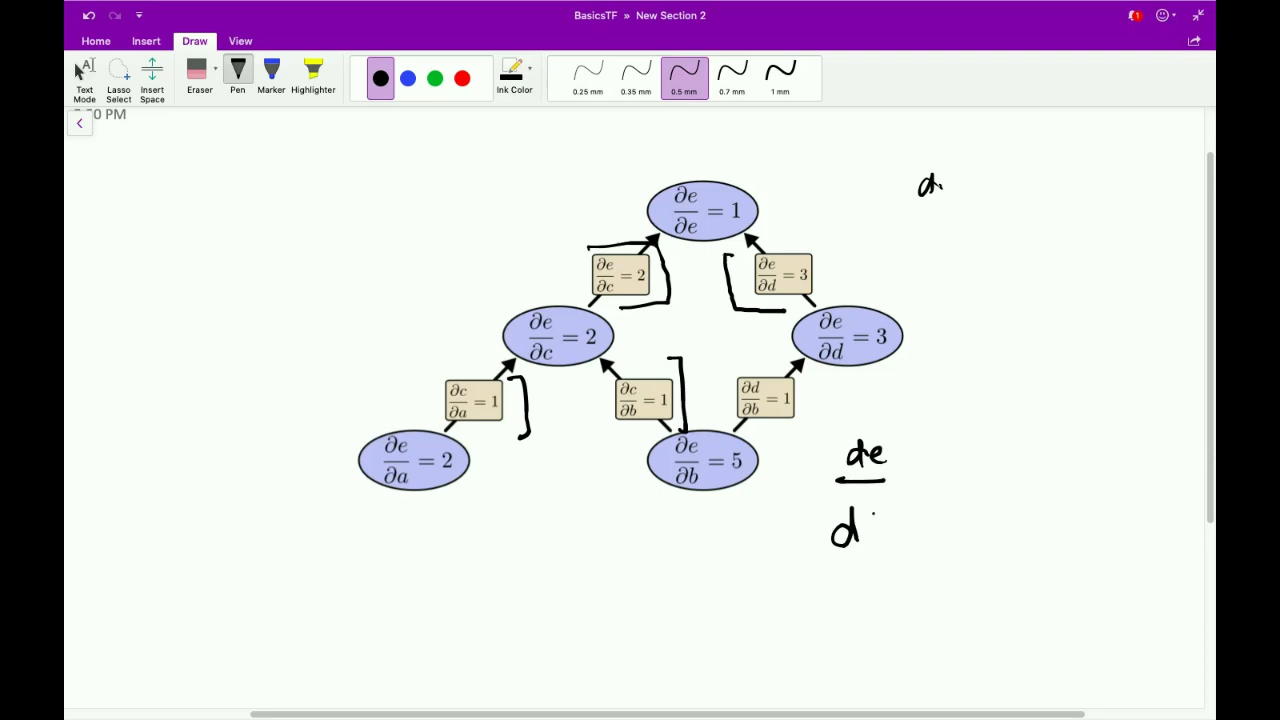 BasicsTF » New Section 2
1
Home Insert Draw View
Text Mode
Lasso Select
Insert Space
Eraser
Pen
Marker
Highlighter
Ink Color
0.25 mm
0.35 mm
0.5 mm
0.7 mm
1 mm
PM
∂e/∂e = 1
∂e/∂c = 2
∂e/∂d = 3
∂e/∂c = 2
∂e/∂d = 3
∂c/∂a = 1
∂c/∂b = 1
∂d/∂b = 1
∂e/∂a = 2
∂e/∂b = 5
d
de
d